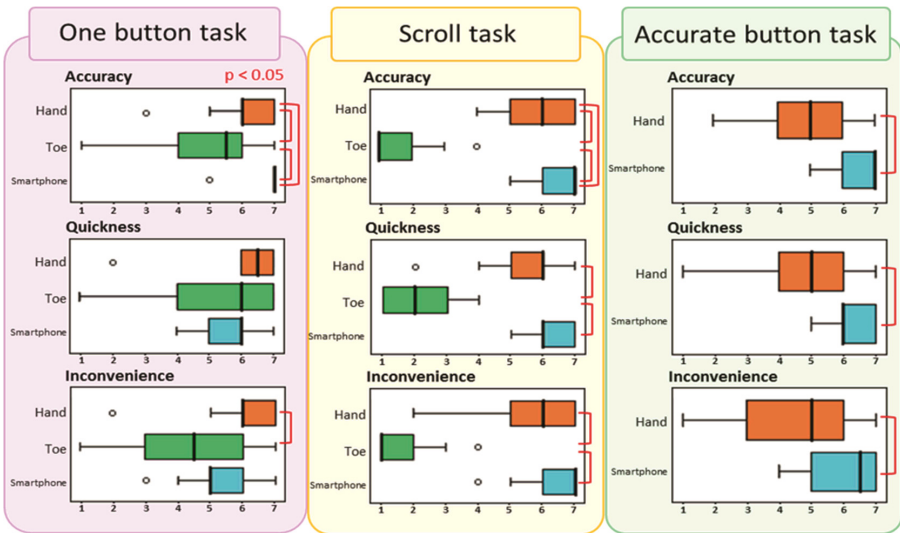 One button task
Accuracy p < 0.05
Hand
Toe
Smartphone
1 2 3 4 5 6 7
Quickness
Hand
Toe
Smartphone
1 2 3 4 5 6 7
Inconvenience
Hand
Toe
Smartphone
1 2 3 4 5 6 7
Scroll task
Accuracy
Hand
Toe
Smartphone
1 2 3 4 5 6 7
Quickness
Hand
Toe
Smartphone
1 2 3 4 5 6 7
Inconvenience
Hand
Toe
Smartphone
1 2 3 4 5 6 7
Accurate button task
Accuracy
Hand
Smartphone
1 2 3 4 5 6 7
Quickness
Hand
Smartphone
1 2 3 4 5 6 7
Inconvenience
Hand
Smartphone
1 2 3 4 5 6 7